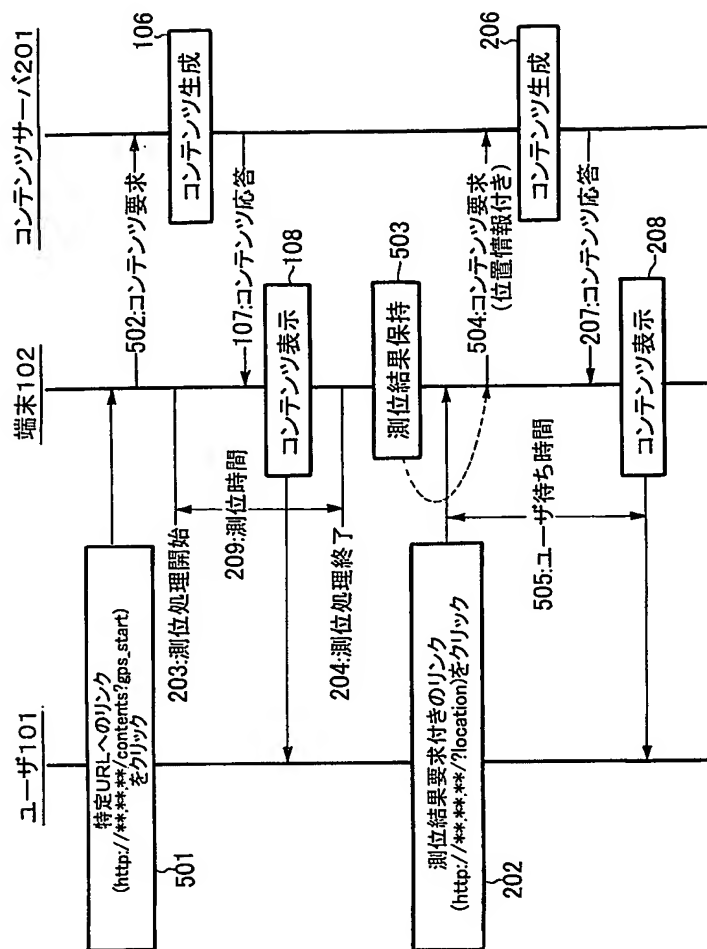 ユーザ101
端末102
コンテンツサーバ201
特定URLへのリンク
(http://**.**.**/contents?gps_start)
をクリック
501
502:コンテンツ要求
106
コンテンツ生成
203:測位処理開始
107:コンテンツ応答
209:測位時間
108
コンテンツ表示
204:測位処理終了
503
測位結果保持
測位結果要求付きのリンク
(http://**.**.**/?location)をクリック
202
504:コンテンツ要求
(位置情報付き)
206
コンテンツ生成
505:ユーザ待ち時間
207:コンテンツ応答
208
コンテンツ表示